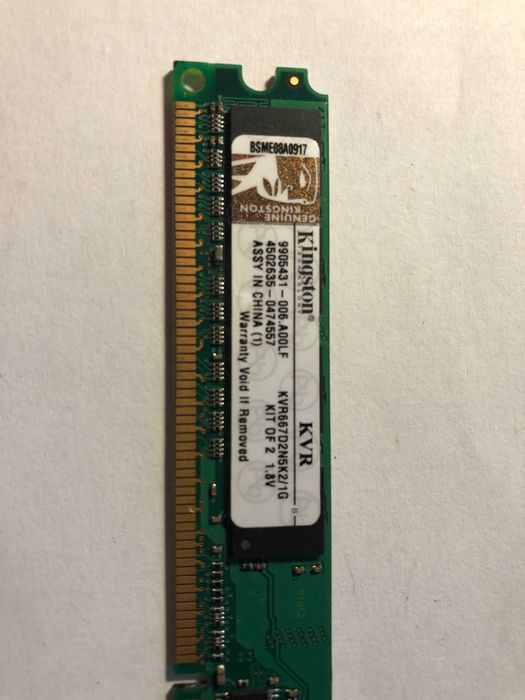 BSME08A0917
GENUINE
KINGSTON
Kingston®
TECHNOLOGY
KVR
-B-
9905431-006.A00LF
KVR667D2N5K2/1G
4502635-0474557
KIT OF 2 1.8V
ASSY IN CHINA (1)
Warranty Void If Removed